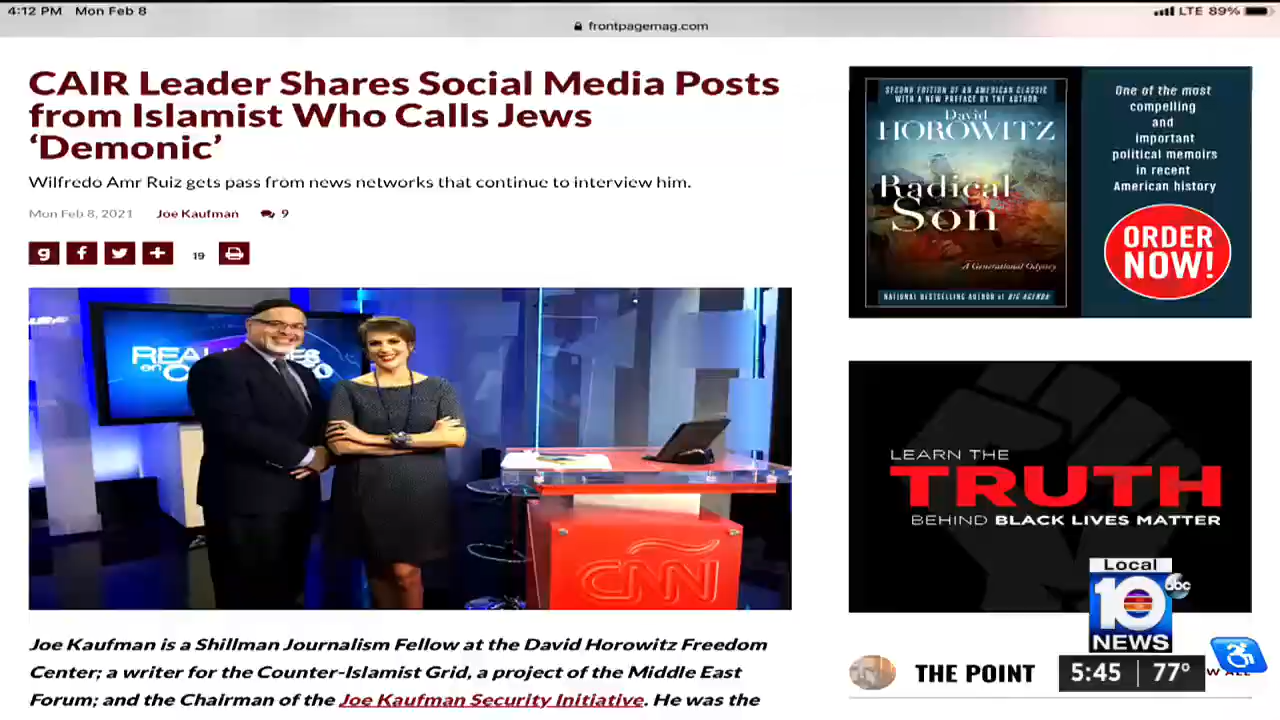 4:12 PM Mon Feb 8
LTE 89%
frontpagemag.com
CAIR Leader Shares Social Media Posts
from Islamist Who Calls Jews
‘Demonic’
Wilfredo Amr Ruiz gets pass from news networks that continue to interview him.
Mon Feb 8, 2021 Joe Kaufman 9
g f + 19
REAL ES
en C O
CNN
Joe Kaufman is a Shillman Journalism Fellow at the David Horowitz Freedom
Center; a writer for the Counter-Islamist Grid, a project of the Middle East
Forum; and the Chairman of the Joe Kaufman Security Initiative. He was the
SECOND EDITION OF AN AMERICAN CLASSIC
WITH A NEW PREFACE BY THE AUTHOR
David
HOROWITZ
Radical
Son
A Generational Odyssey
NATIONAL BESTSELLING AUTHOR of BIG AGENDA
One of the most
compelling
and
important
political memoirs
in recent
American history
ORDER
NOW!
LEARN THE
TRUTH
BEHIND BLACK LIVES MATTER
THE POINT
W ALL
Local
10
abc
NEWS
5:45 77°